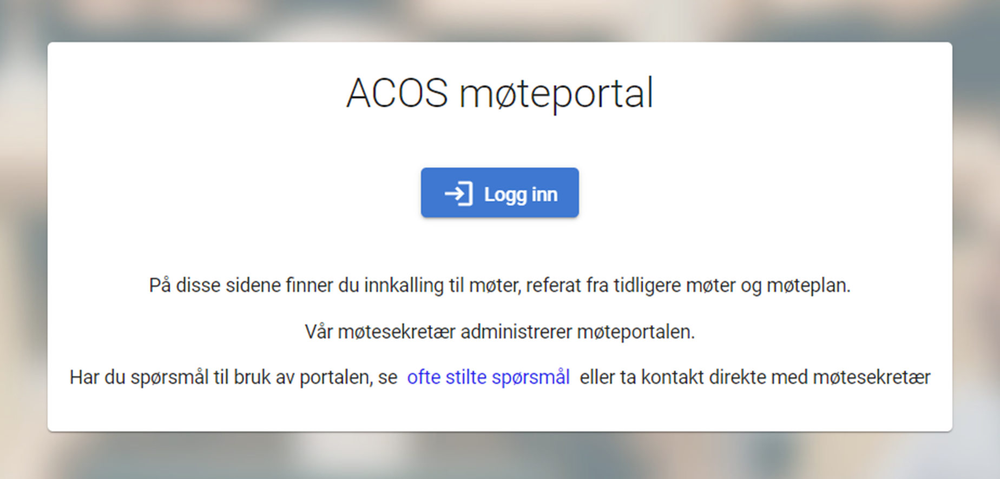 ACOS møteportal
Logg inn
På disse sidene finner du innkalling til møter, referat fra tidligere møter og møteplan.
Vår møtesekretær administrerer møteportalen.
Har du spørsmål til bruk av portalen, se ofte stilte spørsmål eller ta kontakt direkte med møtesekretær